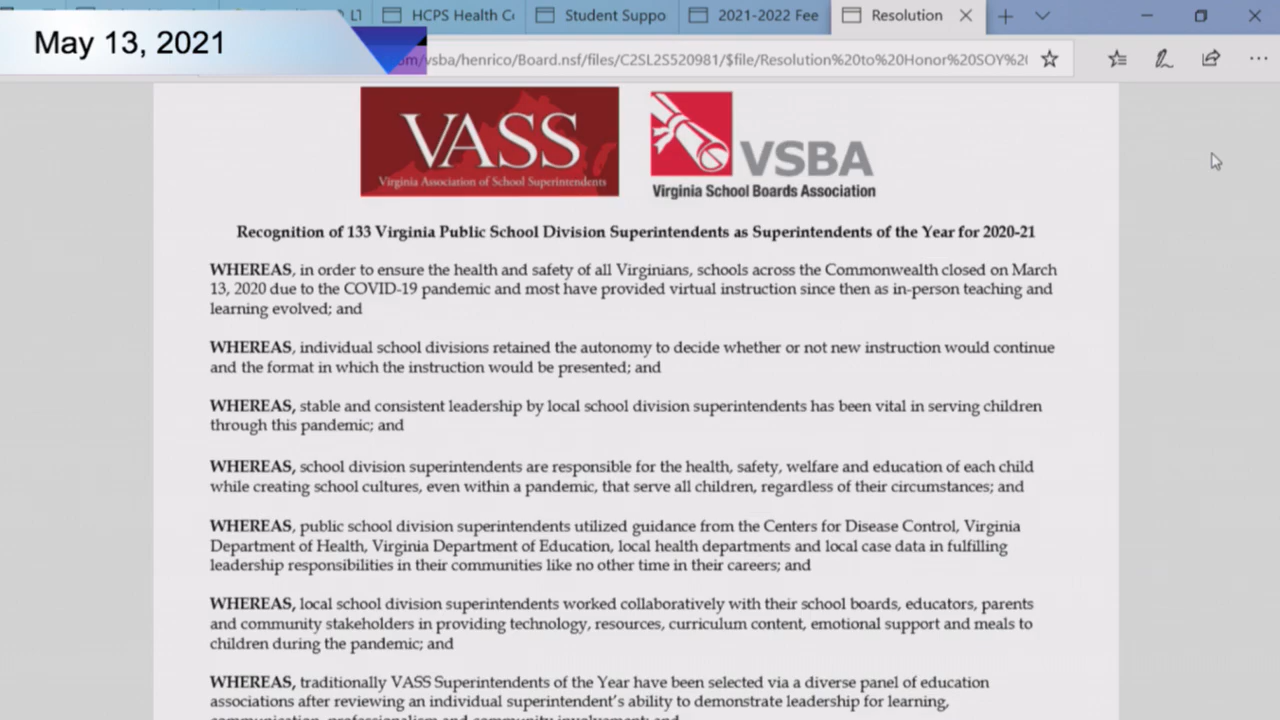 HCPS Health Co
Student Suppo
2021-2022 Fee
Resolution
May 13, 2021
om/vsba/henrico/Board.nsf/files/C2SL2S520981/$file/Resolution%20to%20Honor%20SOY%20
VASS
Virginia Association of School Superintendents
VSBA
Virginia School Boards Association
Recognition of 133 Virginia Public School Division Superintendents as Superintendents of the Year for 2020-21
WHEREAS, in order to ensure the health and safety of all Virginians, schools across the Commonwealth closed on March
13, 2020 due to the COVID-19 pandemic and most have provided virtual instruction since then as in-person teaching and
learning evolved; and
WHEREAS, individual school divisions retained the autonomy to decide whether or not new instruction would continue
and the format in which the instruction would be presented; and
WHEREAS, stable and consistent leadership by local school division superintendents has been vital in serving children
through this pandemic; and
WHEREAS, school division superintendents are responsible for the health, safety, welfare and education of each child
while creating school cultures, even within a pandemic, that serve all children, regardless of their circumstances; and
WHEREAS, public school division superintendents utilized guidance from the Centers for Disease Control, Virginia
Department of Health, Virginia Department of Education, local health departments and local case data in fulfilling
leadership responsibilities in their communities like no other time in their careers; and
WHEREAS, local school division superintendents worked collaboratively with their school boards, educators, parents
and community stakeholders in providing technology, resources, curriculum content, emotional support and meals to
children during the pandemic; and
WHEREAS, traditionally VASS Superintendents of the Year have been selected via a diverse panel of education
associations after reviewing an individual superintendent's ability to demonstrate leadership for learning,
communication, professionalism and community involvement; and